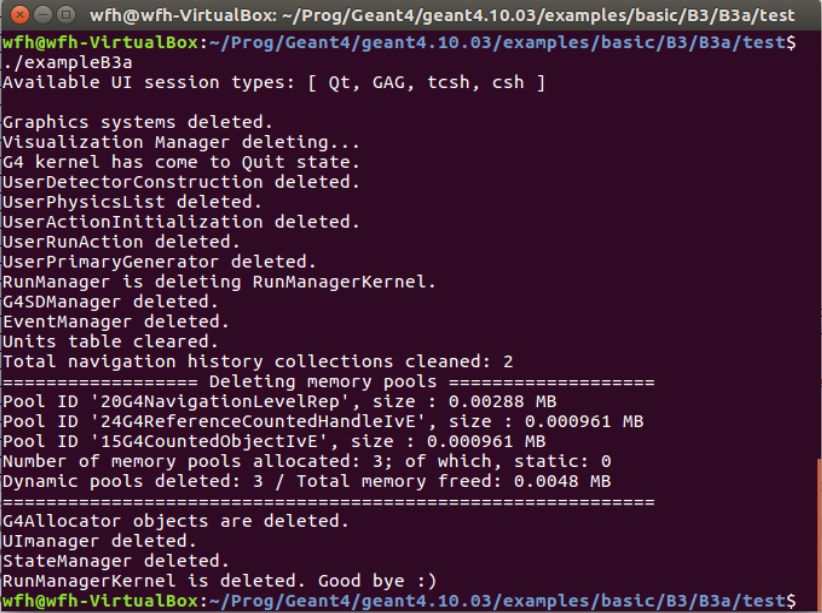 wfh@wfh-VirtualBox: ~/Prog/Geant4/geant4.10.03/examples/basic/B3/B3a/test
wfh@wfh-VirtualBox:~/Prog/Geant4/geant4.10.03/examples/basic/B3/B3a/test$
./exampleB3a
Available UI session types: [ Qt, GAG, tcsh, csh ]
Graphics systems deleted.
Visualization Manager deleting...
G4 kernel has come to Quit state.
UserDetectorConstruction deleted.
UserPhysicsList deleted.
UserActionInitialization deleted.
UserRunAction deleted.
UserPrimaryGenerator deleted.
RunManager is deleting RunManagerKernel.
G4SDManager deleted.
EventManager deleted.
Units table cleared.
Total navigation history collections cleaned: 2
================== Deleting memory pools ===================
Pool ID '20G4NavigationLevelRep', size : 0.00288 MB
Pool ID '24G4ReferenceCountedHandleIvE', size : 0.000961 MB
Pool ID '15G4CountedObjectIvE', size : 0.000961 MB
Number of memory pools allocated: 3; of which, static: 0
Dynamic pools deleted: 3 / Total memory freed: 0.0048 MB
============================================================
G4Allocator objects are deleted.
UImanager deleted.
StateManager deleted.
RunManagerKernel is deleted. Good bye :)
wfh@wfh-VirtualBox:~/Prog/Geant4/geant4.10.03/examples/basic/B3/B3a/test$